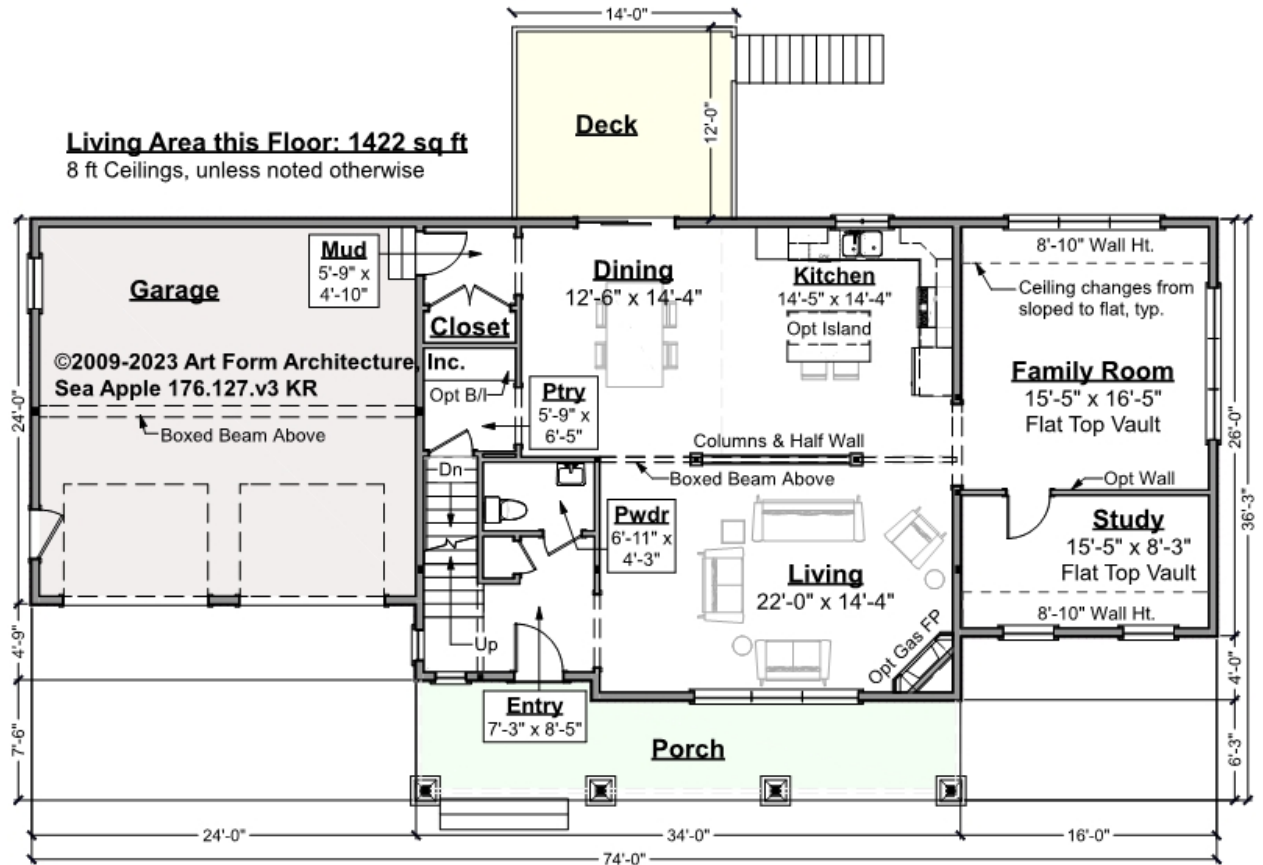 14'-0"
Deck
12'-0"
Living Area this Floor: 1422 sq ft
8 ft Ceilings, unless noted otherwise
Mud
5'-9" x
4'-10"
Garage
Closet
Dining
12'-6" x 14'-4"
Kitchen
14'-5" x 14'-4"
Opt Island
8'-10" Wall Ht.
Ceiling changes from
sloped to flat, typ.
©2009-2023 Art Form Architecture, Inc.
Sea Apple 176.127.v3 KR
Opt B/I
Ptry
5'-9" x
6'-5"
Family Room
15'-5" x 16'-5"
Flat Top Vault
24'-0"
26'-0"
36'-3"
Boxed Beam Above
Columns & Half Wall
Boxed Beam Above
Dn
Opt Wall
Pwdr
6'-11" x
4'-3"
Study
15'-5" x 8'-3"
Flat Top Vault
Living
22'-0" x 14'-4"
8'-10" Wall Ht.
Up
Opt Gas FP
4'-9"
4'-0"
Entry
7'-3" x 8'-5"
Porch
7'-6"
6'-3"
24'-0"
34'-0"
16'-0"
74'-0"